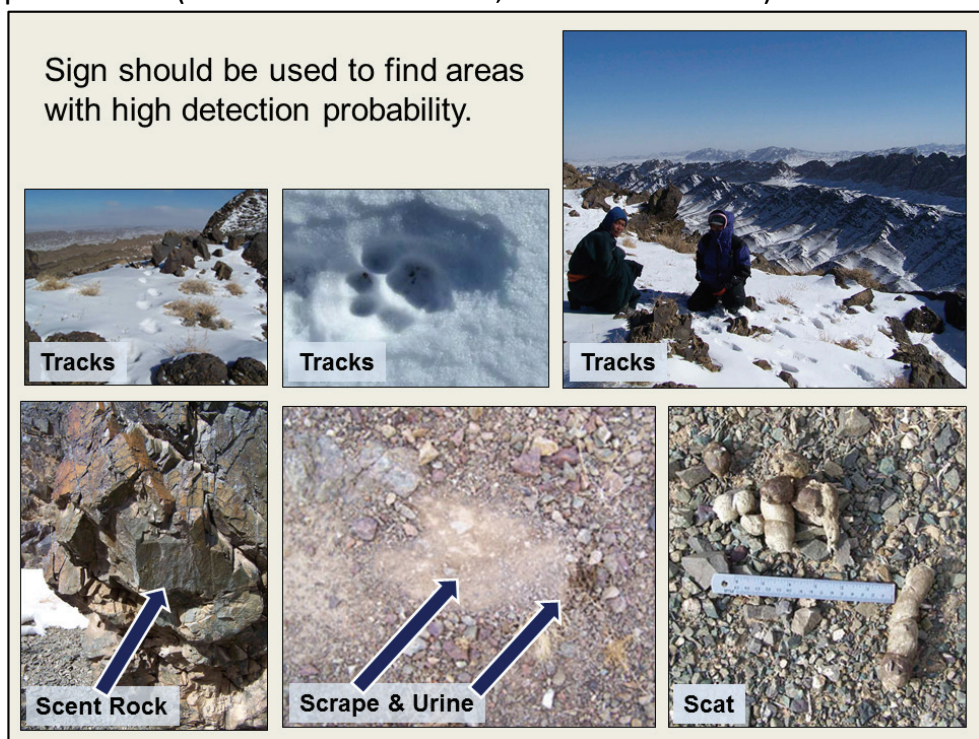 Sign should be used to find areas
with high detection probability.
Tracks
Tracks
Tracks
Scent Rock
Scrape & Urine
Scat